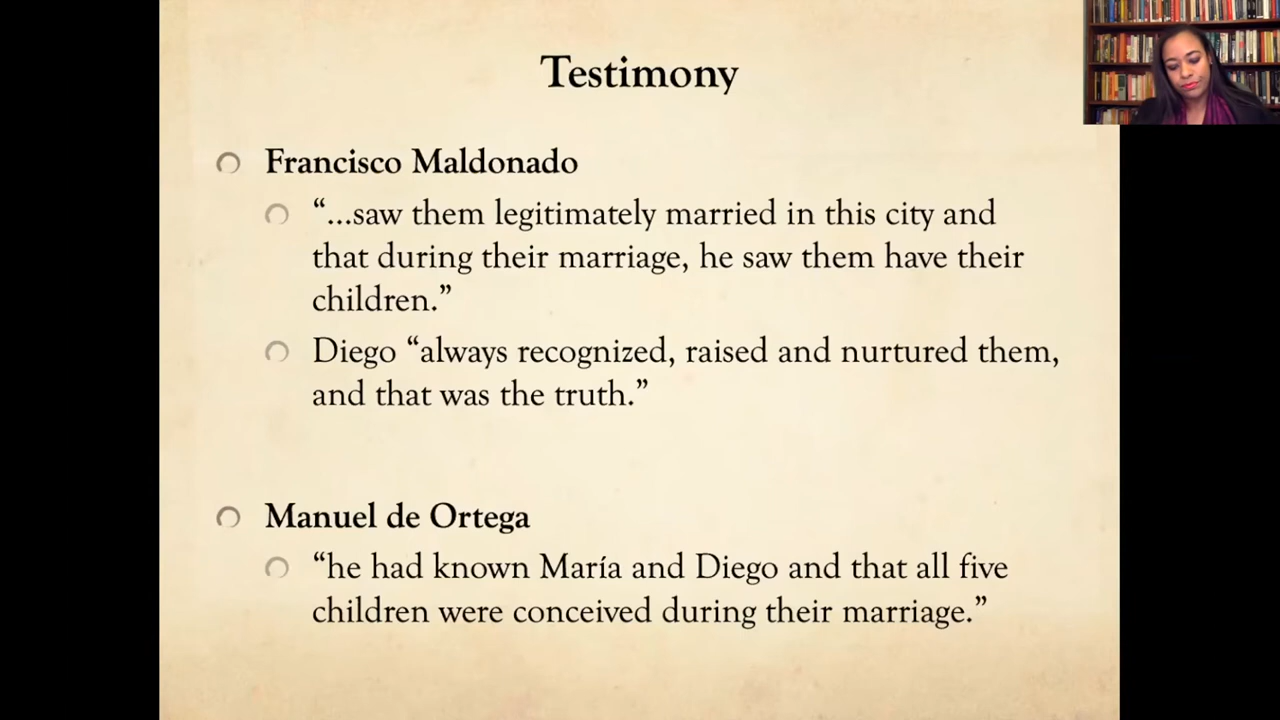 Testimony
Francisco Maldonado
“...saw them legitimately married in this city and
that during their marriage, he saw them have their
children.”
Diego “always recognized, raised and nurtured them,
and that was the truth.”
Manuel de Ortega
“he had known María and Diego and that all five
children were conceived during their marriage.”